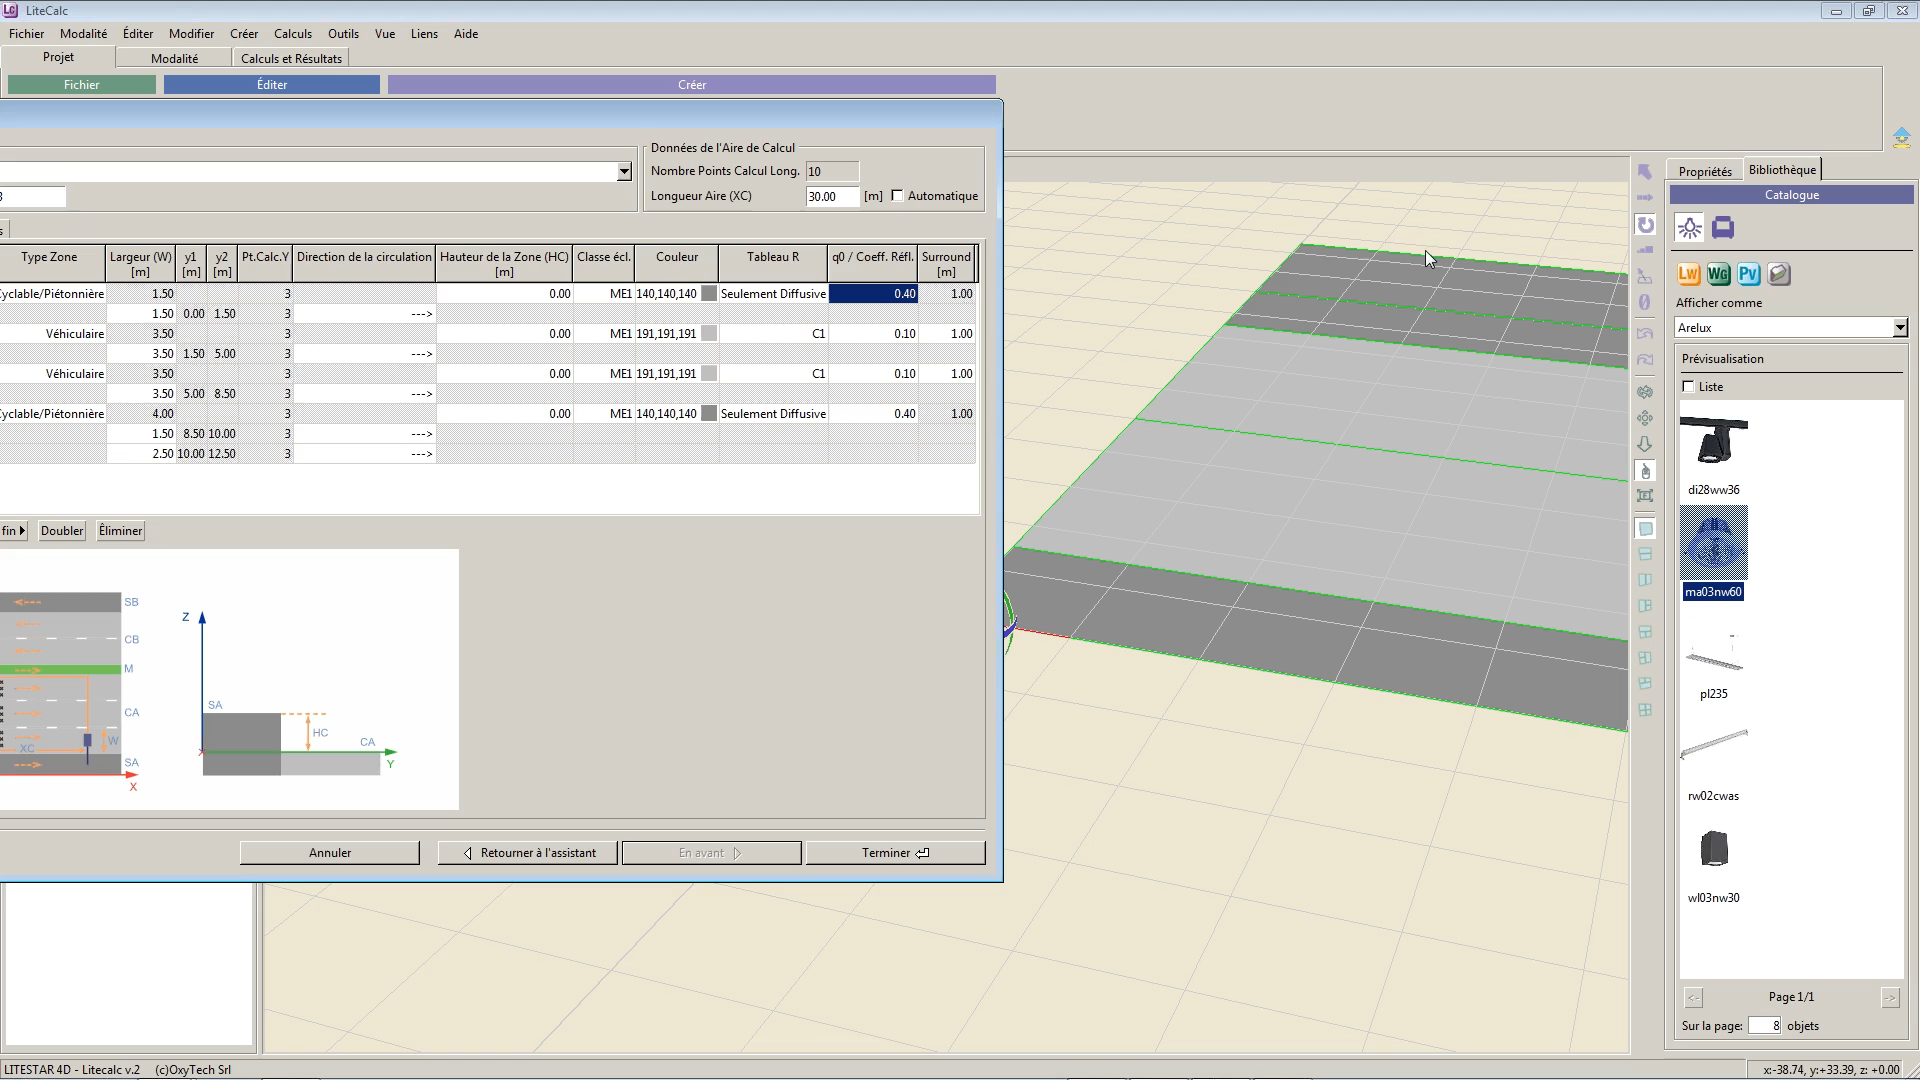 LiteCalc
Fichier Modalité Éditer Modifier Créer Calculs Outils Vue Liens Aide
Projet Modalité Calculs et Résultats
Fichier Éditer Créer
Données de l'Aire de Calcul
Nombre Points Calcul Long. 10
Longueur Aire (XC) 30.00 [m] Automatique
Type Zone Largeur (W) [m] y1 [m] y2 [m] Pt.Calc.Y Direction de la circulation Hauteur de la Zone (HC) [m] Classe écl. Couleur Tableau R q0 / Coeff. Réfl. Surround [m]
Cyclable/Piétonnière 1.50 3 0.00 ME1 140,140,140 Seulement Diffusive 0.40 1.00
1.50 0.00 1.50 3 --->
Véhiculaire 3.50 3 0.00 ME1 191,191,191 C1 0.10 1.00
3.50 1.50 5.00 3 --->
Véhiculaire 3.50 3 0.00 ME1 191,191,191 C1 0.10 1.00
3.50 5.00 8.50 3 --->
Cyclable/Piétonnière 4.00 3 0.00 ME1 140,140,140 Seulement Diffusive 0.40 1.00
1.50 8.50 10.00 3 --->
2.50 10.00 12.50 3 --->
fin Doubler Êliminer
SB
CB
M
CA
XC W
SA
X
Z
SA
HC
CA
Y
Annuler Retourner à l'assistant En avant Terminer
Propriétés Bibliothèque
Catalogue
Lw Wg Pv
Afficher comme
Arelux
Prévisualisation
Liste
di28ww36
ma03nw60
pl235
rw02cwas
wl03nw30
<- Page 1/1 ->
Sur la page: 8 objets
LITESTAR 4D - Litecalc v.2 (c)OxyTech Srl
x:-38.74, y:+33.39, z: +0.00